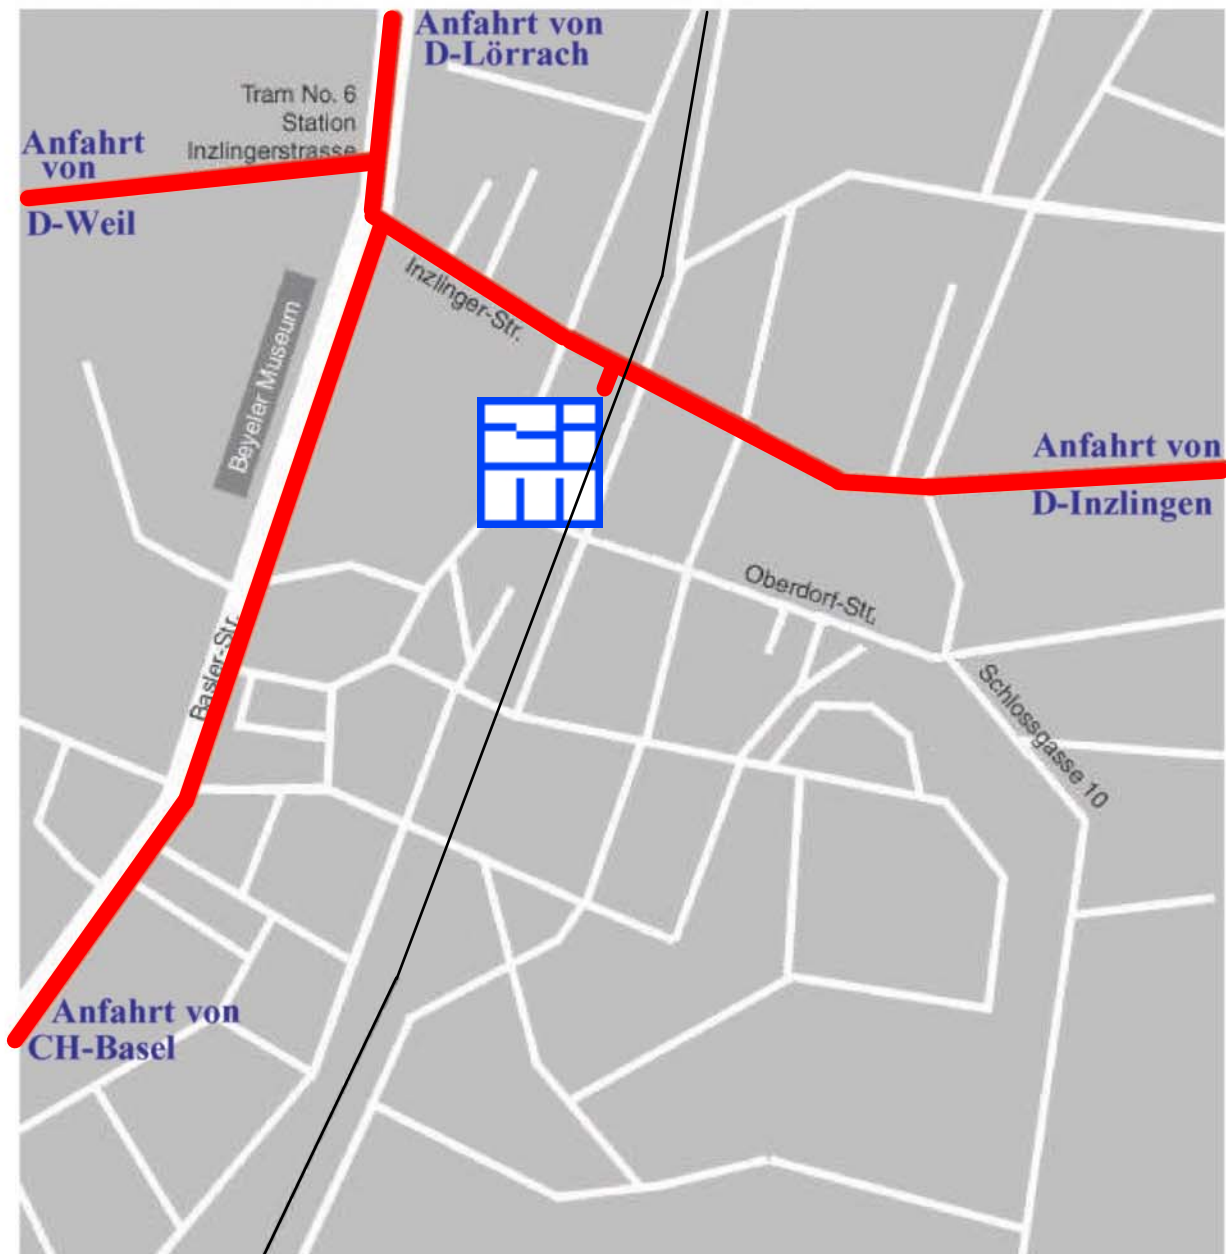 Anfahrt von
D-Lörrach
Tram No. 6
Station
Inzlingerstrasse
Anfahrt
von
D-Weil
Inzlinger-Str.
Beyeler Museum
Anfahrt von
D-Inzlingen
Oberdorf-Str.
Basler-Str.
Schlossgasse 10
Anfahrt von
CH-Basel